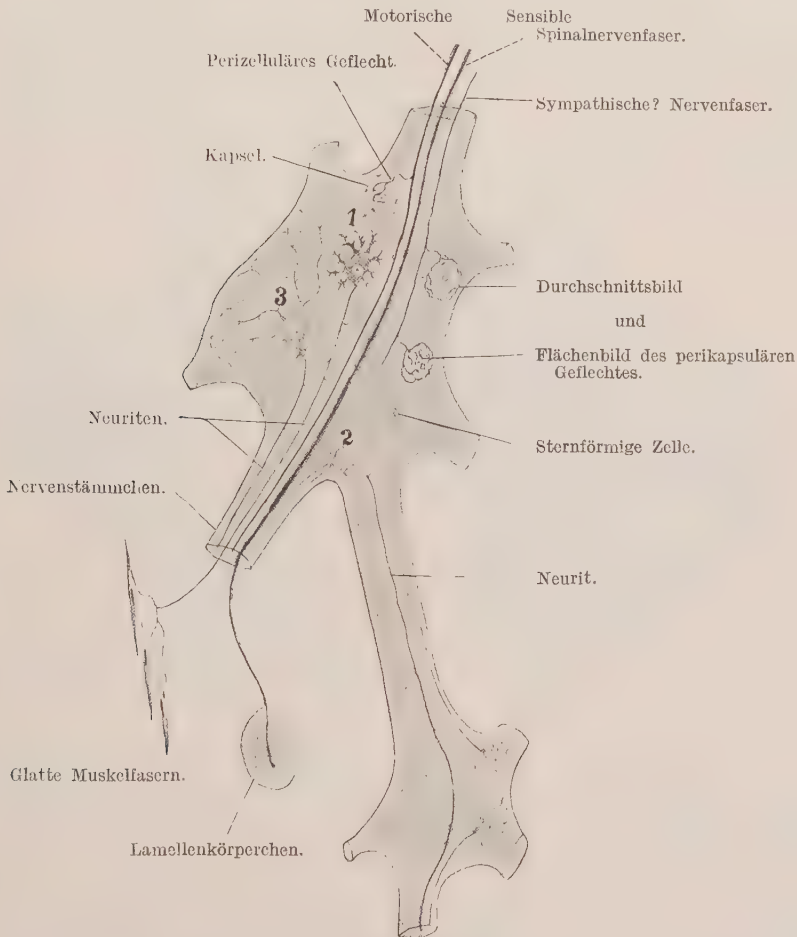 Motorische
Sensible
Spinalnervenfaser.
Perizelluläres Geflecht.
Sympathische? Nervenfaser.
Kapsel.
1
Durchschnittsbild
3
und
Flächenbild des perikapsulären
Geflechtes.
Neuriten.
2
Sternförmige Zelle.
Nervenstämmchen.
Neurit.
Glatte Muskelfasern.
Lamellenkörperchen.